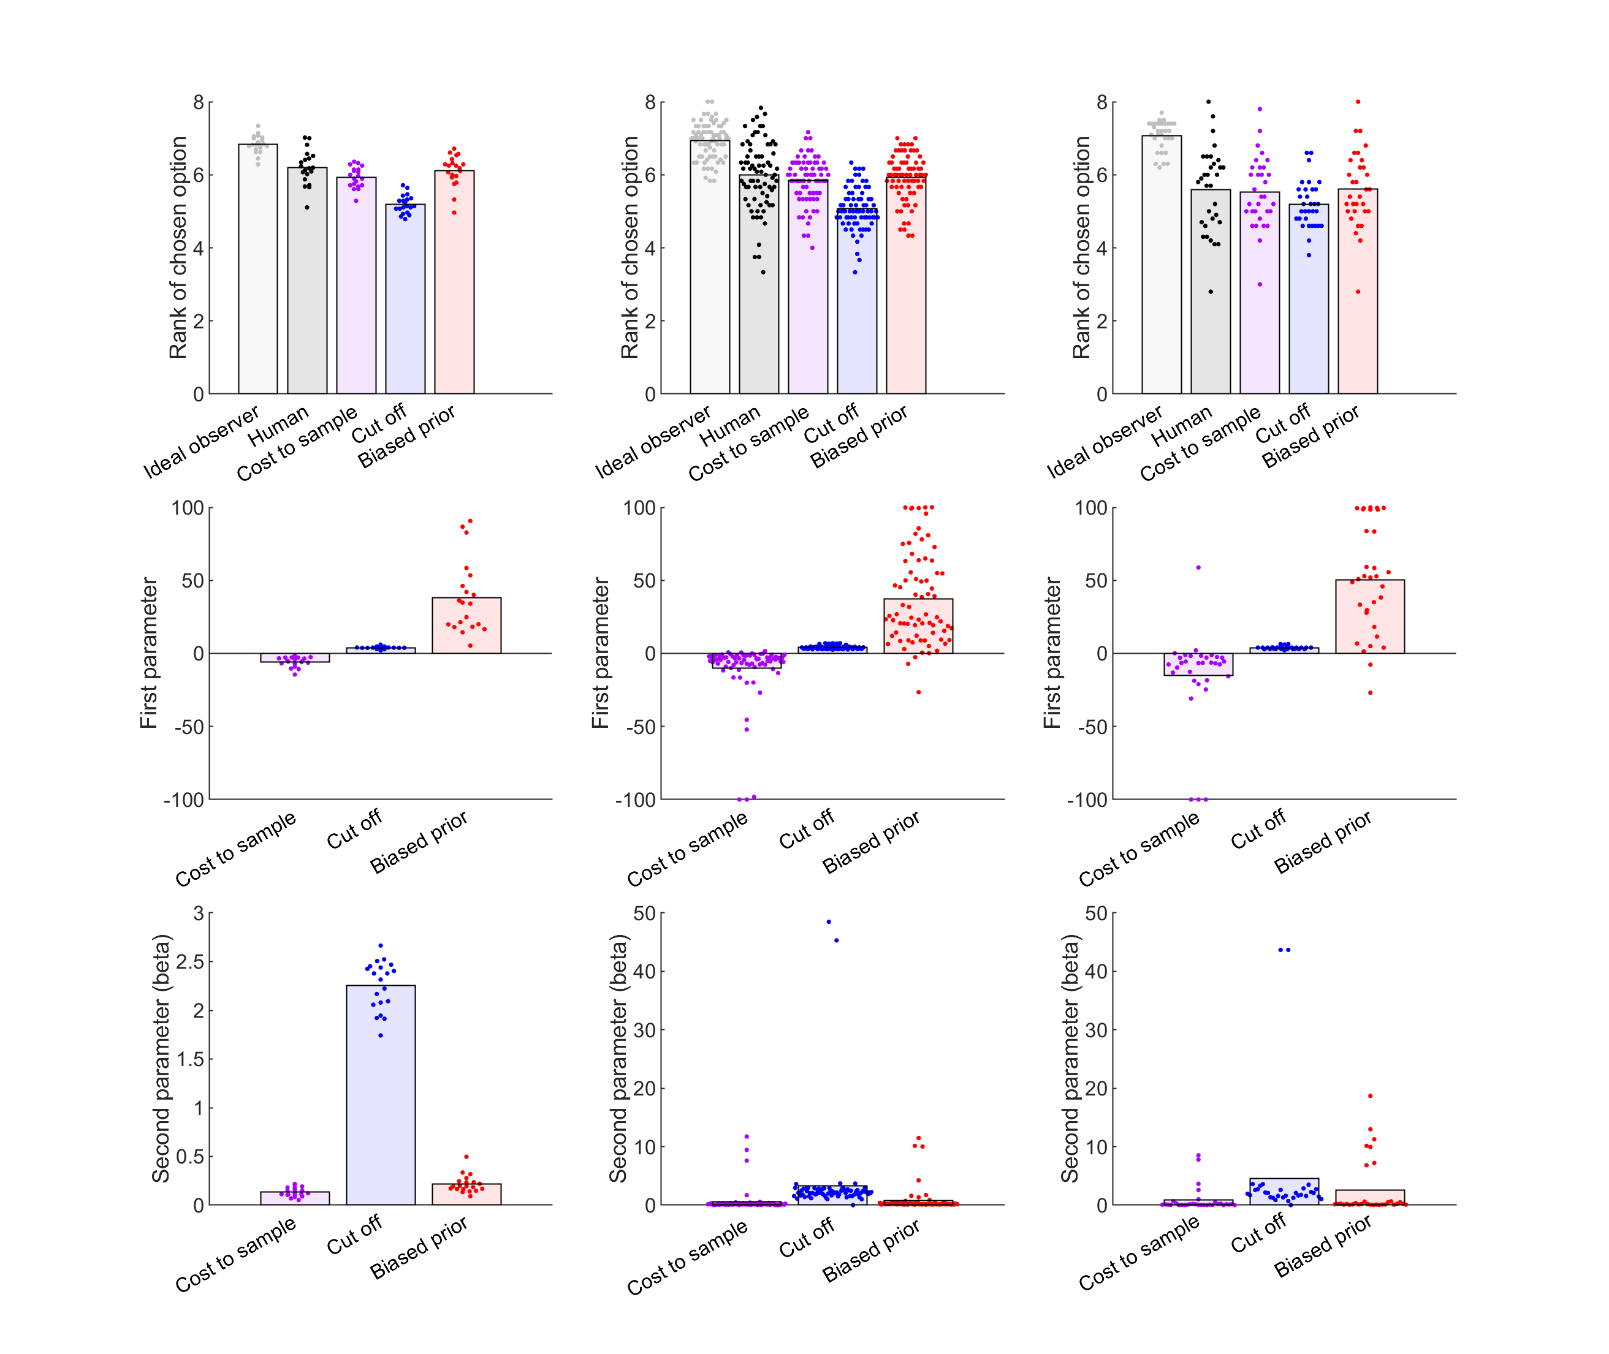 8
6
4
2
0
Rank of chosen option
Ideal observer
Human
Cost to sample
Cut off
Biased prior
8
6
4
2
0
Rank of chosen option
Ideal observer
Human
Cost to sample
Cut off
Biased prior
8
6
4
2
0
Rank of chosen option
Ideal observer
Human
Cost to sample
Cut off
Biased prior
100
50
0
-50
-100
First parameter
Cost to sample
Cut off
Biased prior
100
50
0
-50
-100
First parameter
Cost to sample
Cut off
Biased prior
100
50
0
-50
-100
First parameter
Cost to sample
Cut off
Biased prior
3
2.5
2
1.5
1
0.5
0
Second parameter (beta)
Cost to sample
Cut off
Biased prior
50
40
30
20
10
0
Second parameter (beta)
Cost to sample
Cut off
Biased prior
50
40
30
20
10
0
Second parameter (beta)
Cost to sample
Cut off
Biased prior